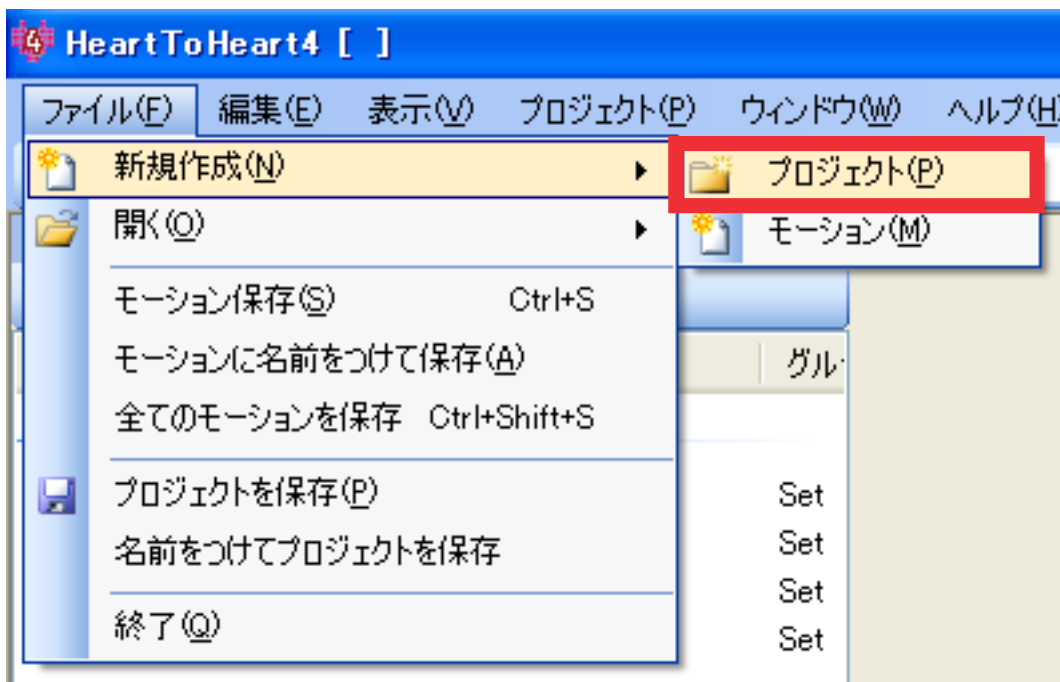 HeartToHeart4 [ ]
ファイル(F) 編集(E) 表示(V) プロジェクト(P) ウィンドウ(W) ヘルプ(H)
新規作成(N)
プロジェクト(P)
開く(O)
モーション(M)
モーション保存(S) Ctrl+S
モーションに名前をつけて保存(A)
グル
全てのモーションを保存 Ctrl+Shift+S
プロジェクトを保存(P)
Set
名前をつけてプロジェクトを保存
Set
Set
終了(Q)
Set